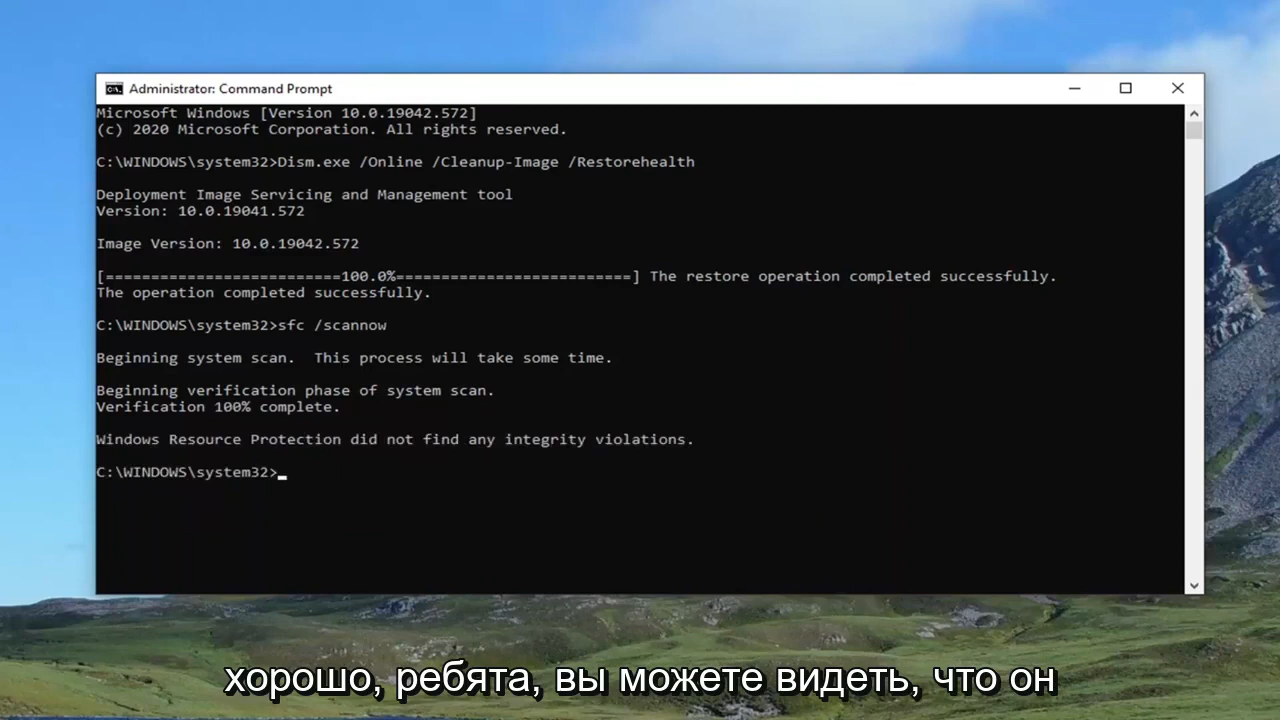 Administrator: Command Prompt
Microsoft Windows [Version 10.0.19042.572]
(c) 2020 Microsoft Corporation. All rights reserved.
C:\WINDOWS\system32>Dism.exe /Online /Cleanup-Image /Restorehealth
Deployment Image Servicing and Management tool
Version: 10.0.19041.572
Image Version: 10.0.19042.572
[==========================100.0%==========================] The restore operation completed successfully.
The operation completed successfully.
C:\WINDOWS\system32>sfc /scannow
Beginning system scan.  This process will take some time.
Beginning verification phase of system scan.
Verification 100% complete.
Windows Resource Protection did not find any integrity violations.
C:\WINDOWS\system32>
хорошо, ребята, вы можете видеть, что он